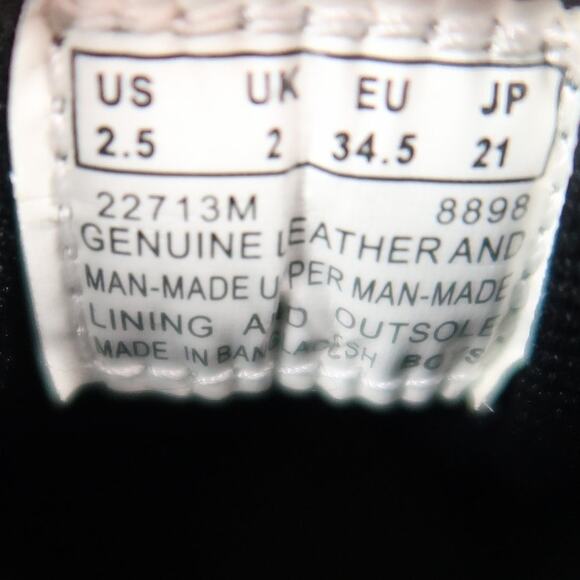 US UK EU JP
2.5 2 34.5 21
22713M 8898
GENUINE LEATHER AND
MAN-MADE UPPER MAN-MADE
LINING AND OUTSOLE
MADE IN BANGLADESH